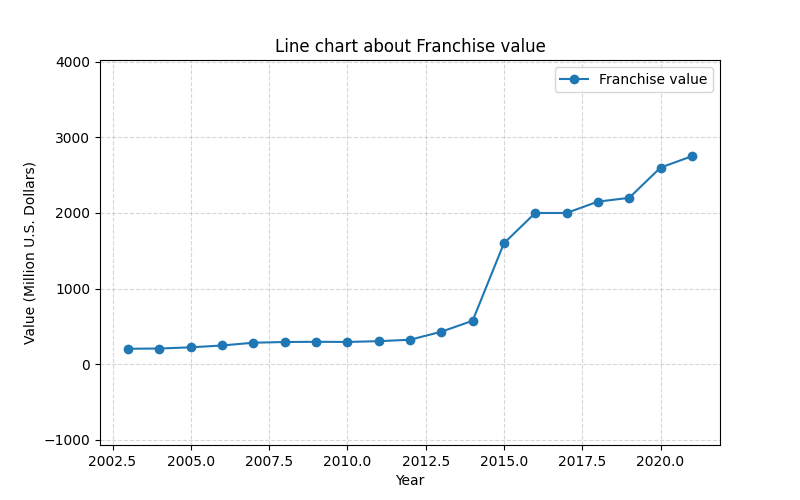 Line chart about Franchise value
Franchise value
Value (Million U.S. Dollars)
4000
3000
2000
1000
0
−1000
2002.5 2005.0 2007.5 2010.0 2012.5 2015.0 2017.5 2020.0
Year